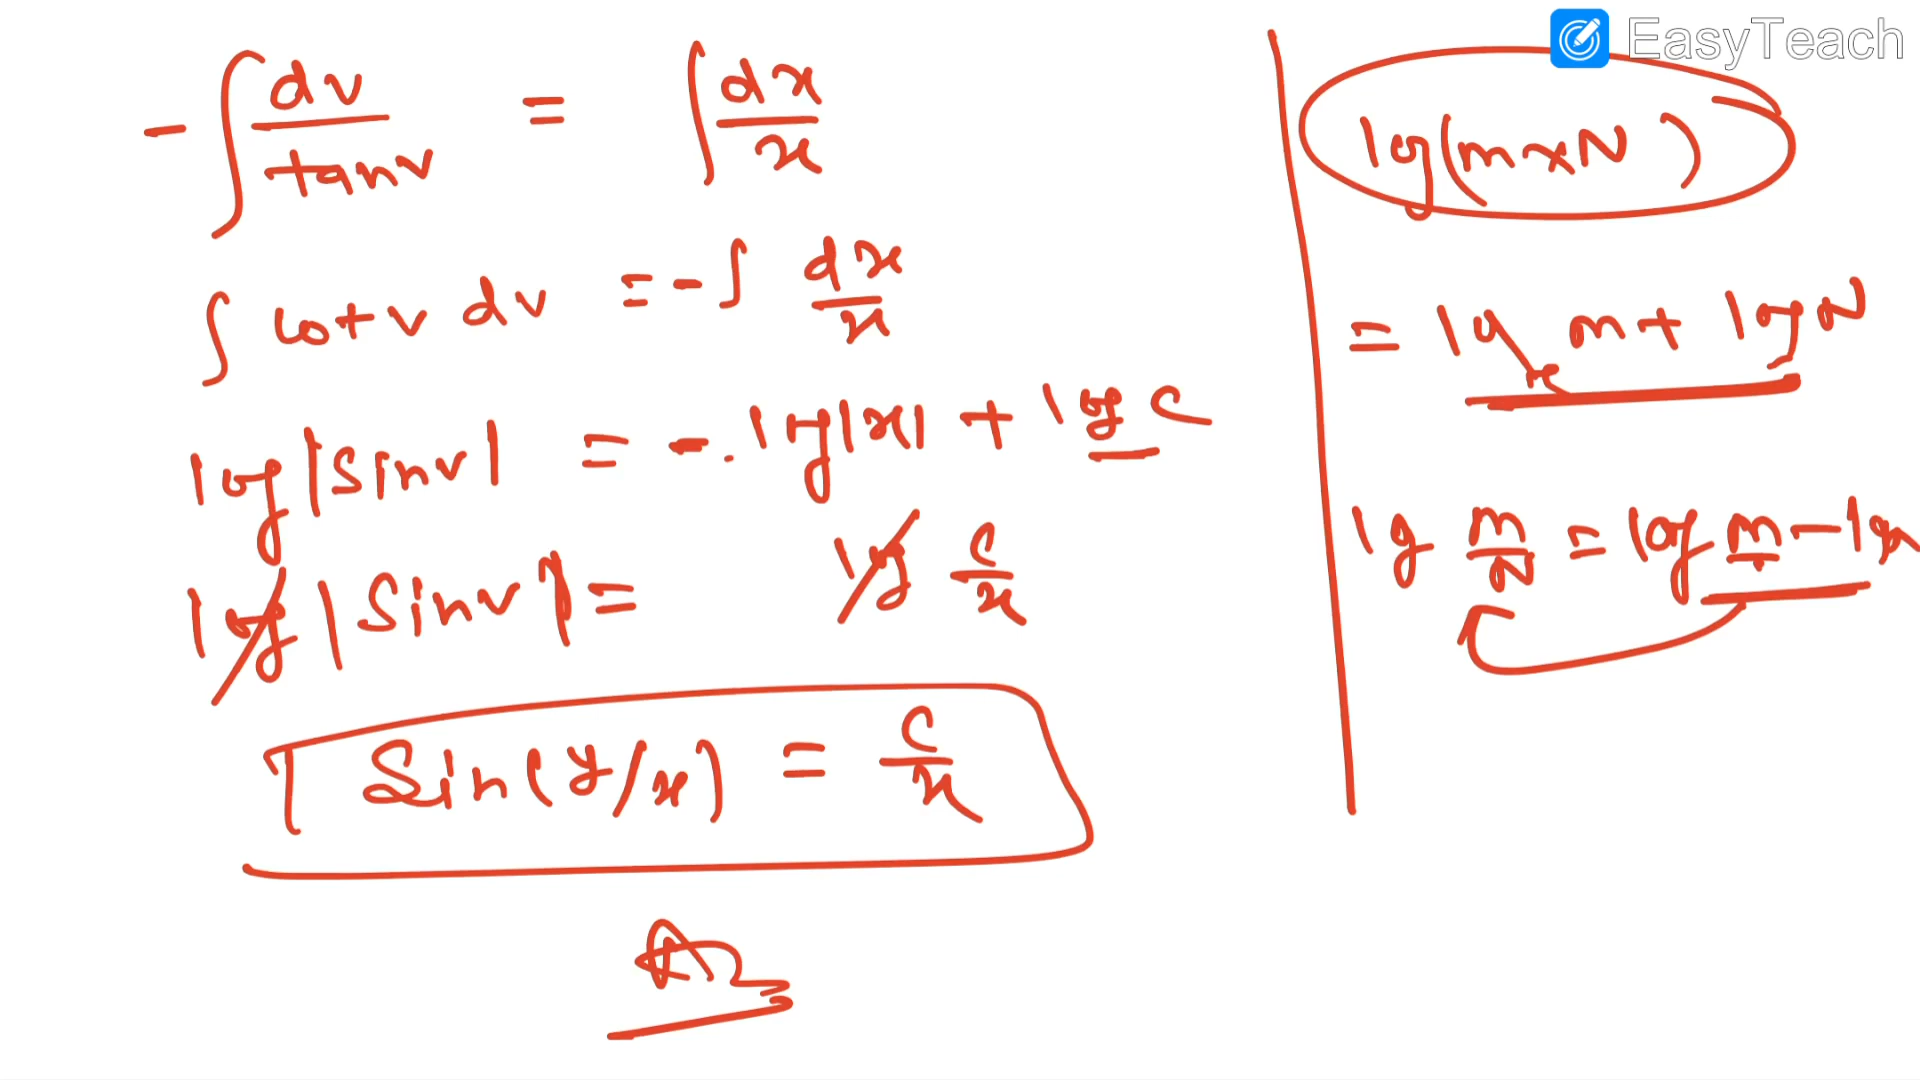 - ∫ dv/tanv = ∫ dx/x
∫ cotv dv = - ∫ dx/x
log |sinv| = - log|x| + log c
log |sinv| = log c/x
Sin(y/x) = c/x
Ans
EasyTeach
log(m×N)
= log m + log N
log m/N = log m - log